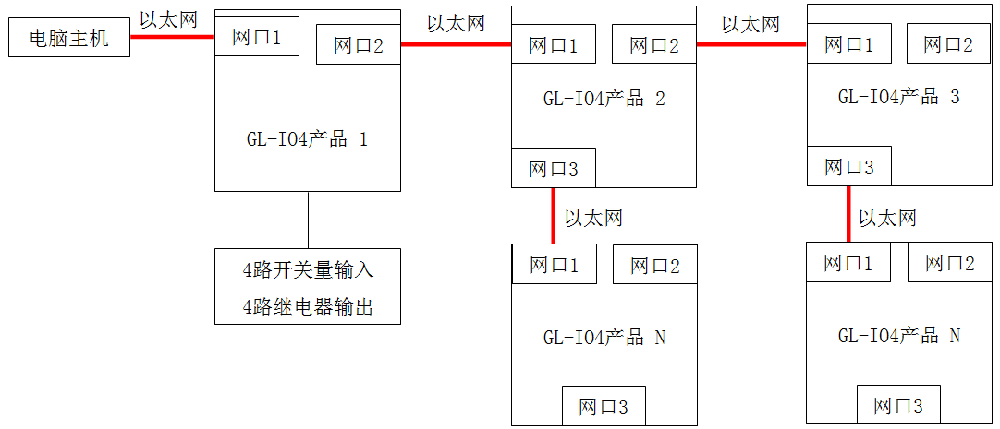 以太网
以太网
以太网
电脑主机
网口1
网口2
网口1
网口2
网口1
网口2
GL-IO4产品 1
GL-IO4产品 2
GL-IO4产品 3
网口3
网口3
以太网
以太网
4路开关量输入
4路继电器输出
网口1
网口2
网口1
网口2
GL-IO4产品 N
GL-IO4产品 N
网口3
网口3